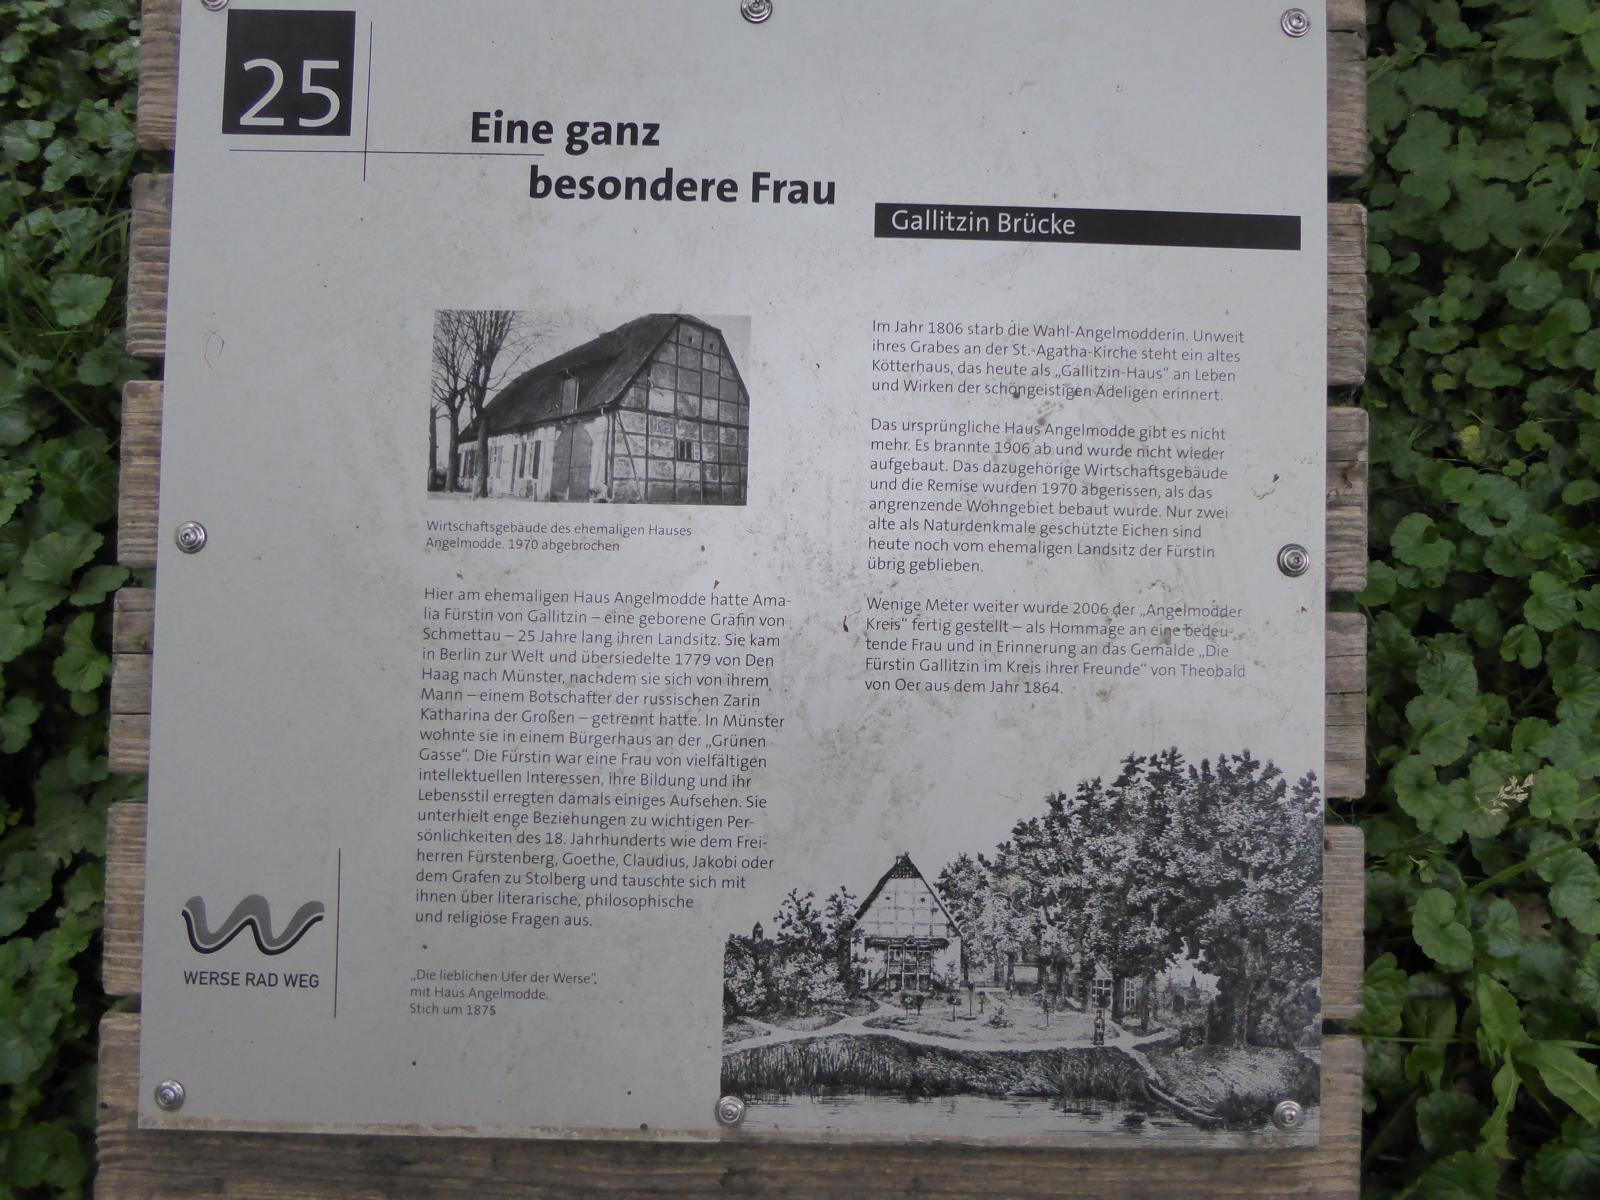 25
Eine ganz
besondere Frau
Gallitzin Brücke
Wirtschaftsgebäude des ehemaligen Hauses
Angelmodde. 1970 abgebrochen
Hier am ehemaligen Haus Angelmodde hatte Ama-
lia Fürstin von Gallitzin – eine geborene Gräfin von
Schmettau – 25 Jahre lang ihren Landsitz. Sie kam
in Berlin zur Welt und übersiedelte 1779 von Den
Haag nach Münster, nachdem sie sich von ihrem
Mann – einem Botschafter der russischen Zarin
Katharina der Großen – getrennt hatte. In Münster
wohnte sie in einem Bürgerhaus an der „Grünen
Gasse“. Die Fürstin war eine Frau von vielfältigen
intellektuellen Interessen, ihre Bildung und ihr
Lebensstil erregten damals einiges Aufsehen. Sie
unterhielt enge Beziehungen zu wichtigen Per-
sönlichkeiten des 18. Jahrhunderts wie dem Frei-
herren Fürstenberg, Goethe, Claudius, Jakobi oder
dem Grafen zu Stolberg und tauschte sich mit
ihnen über literarische, philosophische
und religiöse Fragen aus.
Im Jahr 1806 starb die Wahl-Angelmodderin. Unweit
ihres Grabes an der St.-Agatha-Kirche steht ein altes
Kötterhaus, das heute als „Gallitzin-Haus“ an Leben
und Wirken der schöngeistigen Adeligen erinnert.
Das ursprüngliche Haus Angelmodde gibt es nicht
mehr. Es brannte 1906 ab und wurde nicht wieder
aufgebaut. Das dazugehörige Wirtschaftsgebäude
und die Remise wurden 1970 abgerissen, als das
angrenzende Wohngebiet bebaut wurde. Nur zwei
alte als Naturdenkmale geschützte Eichen sind
heute noch vom ehemaligen Landsitz der Fürstin
übrig geblieben.
Wenige Meter weiter wurde 2006 der „Angelmodder
Kreis“ fertig gestellt – als Hommage an eine bedeu-
tende Frau und in Erinnerung an das Gemälde „Die
Fürstin Gallitzin im Kreis ihrer Freunde“ von Theobald
von Oer aus dem Jahr 1864.
WERSE RAD WEG
„Die lieblichen Ufer der Werse“,
mit Haus Angelmodde.
Stich um 1875